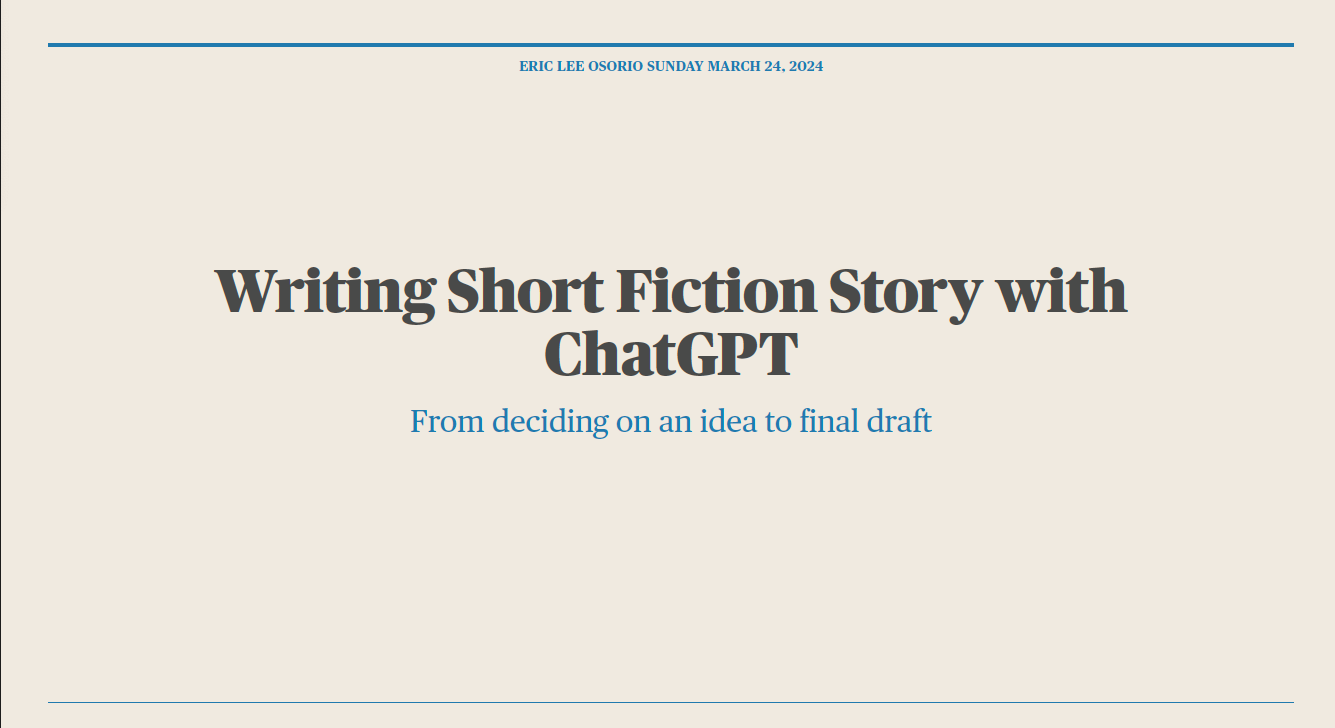 ERIC LEE OSORIO SUNDAY MARCH 24, 2024
Writing Short Fiction Story with
ChatGPT
From deciding on an idea to final draft